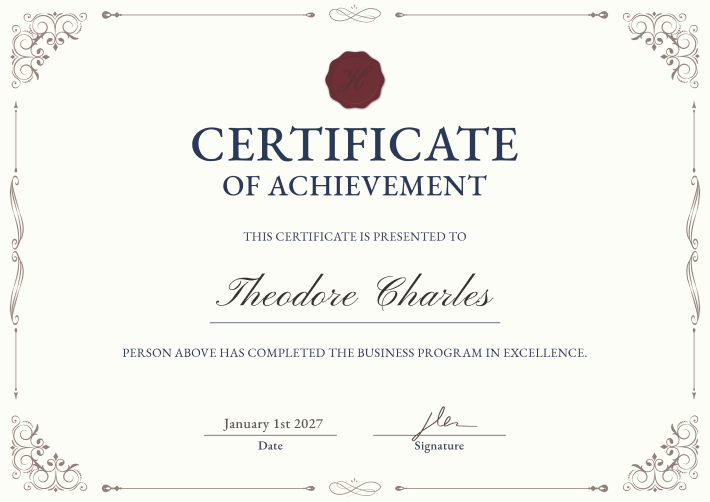 CERTIFICATE
OF ACHIEVEMENT
THIS CERTIFICATE IS PRESENTED TO
Theodore Charles
PERSON ABOVE HAS COMPLETED THE BUSINESS PROGRAM IN EXCELLENCE.
January 1st 2027
Date
Signature